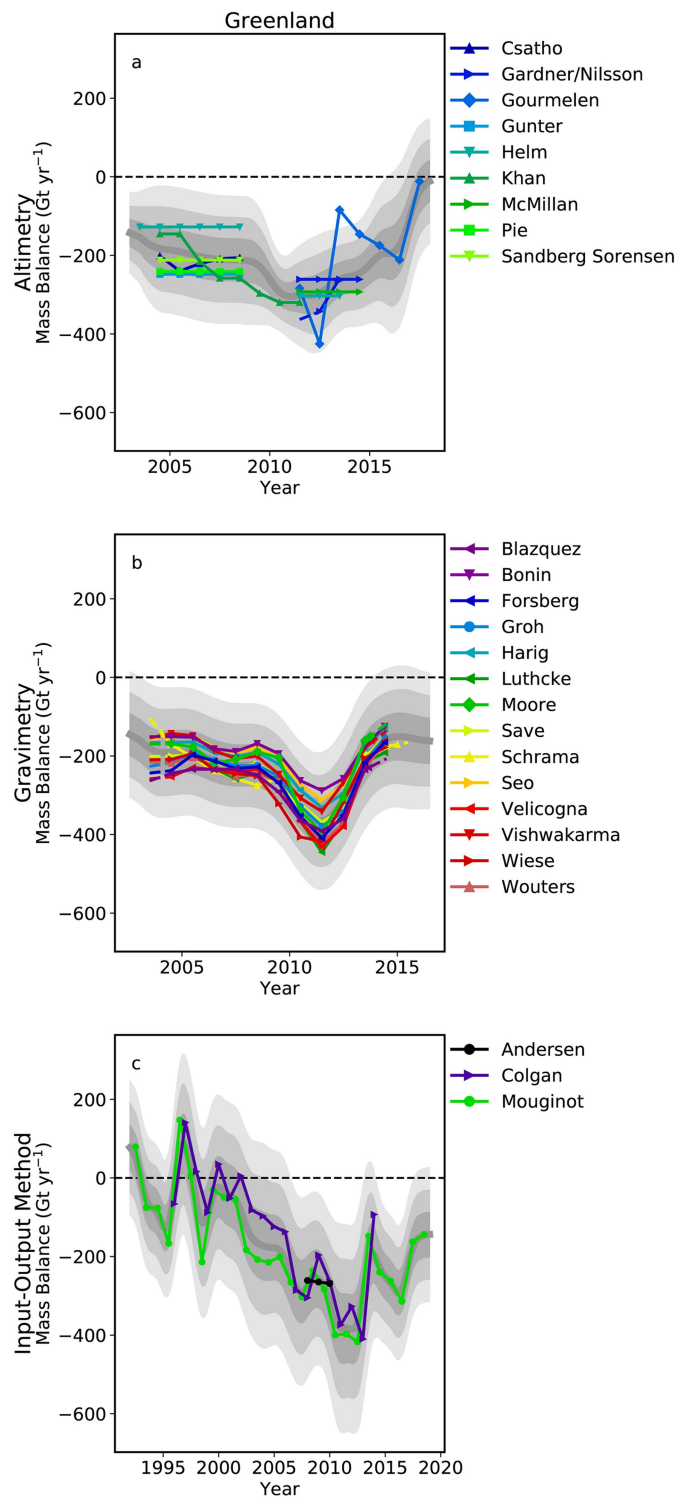 Greenland
a
200
0
−200
−400
−600
Altimetry
Mass Balance (Gt yr⁻¹)
2005 2010 2015
Year
Csatho
Gardner/Nilsson
Gourmelen
Gunter
Helm
Khan
McMillan
Pie
Sandberg Sorensen
b
200
0
−200
−400
−600
Gravimetry
Mass Balance (Gt yr⁻¹)
2005 2010 2015
Year
Blazquez
Bonin
Forsberg
Groh
Harig
Luthcke
Moore
Save
Schrama
Seo
Velicogna
Vishwakarma
Wiese
Wouters
c
200
0
−200
−400
−600
Input-Output Method
Mass Balance (Gt yr⁻¹)
1995 2000 2005 2010 2015 2020
Year
Andersen
Colgan
Mouginot